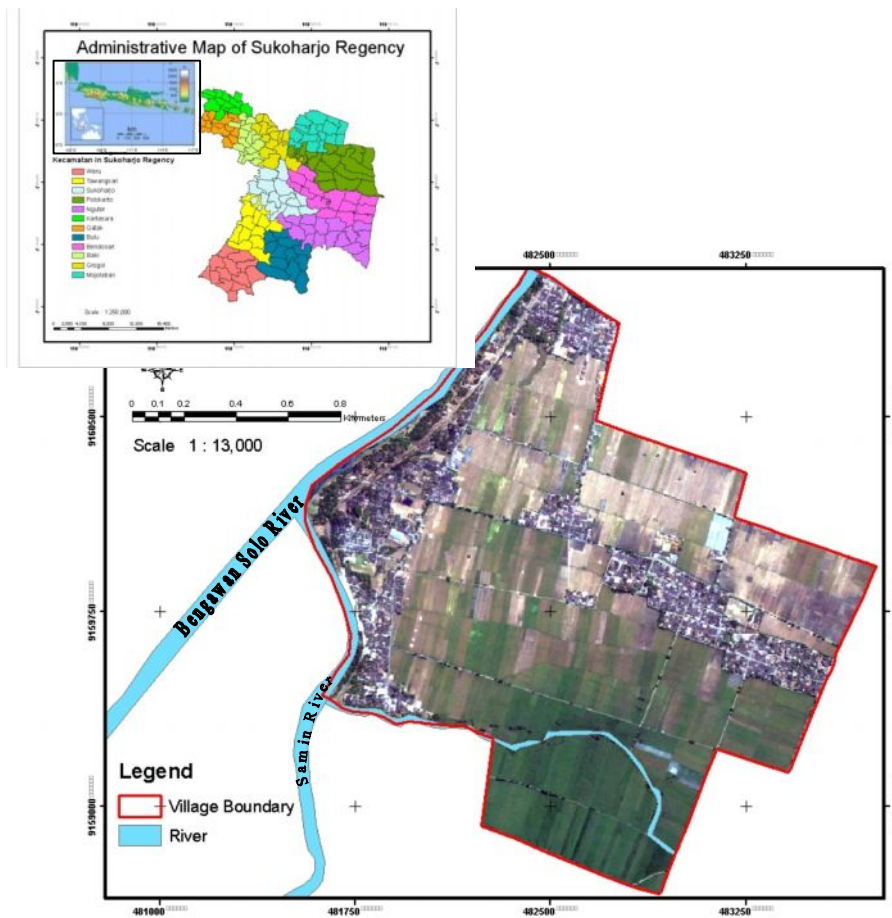 Administrative Map of Sukoharjo Regency
Kecamatan in Sukoharjo Regency
Weru
Tawangsari
Sukoharjo
Polokarto
Nguter
Kartasura
Gatak
Bulu
Bendosari
Baki
Grogol
Mojolaban
Scale 1:250,000
482500
483250
0 0.1 0.2 0.4 0.6 0.8
Kilometers
Scale 1 : 13,000
9160500
9159750
9159000
Bengawan Solo River
Samin River
Legend
Village Boundary
River
481000
481750
482500
483250